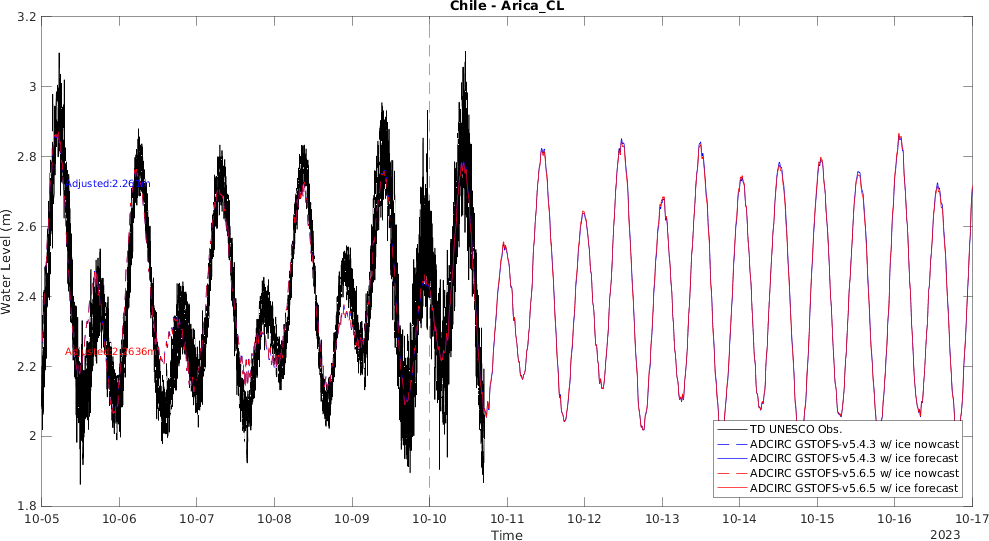 Chile - Arica_CL
3.2
3
2.8
2.6
2.4
2.2
2
1.8
Water Level (m)
TD UNESCO Obs.
ADCIRC GSTOFS-v5.4.3 w/ ice nowcast
ADCIRC GSTOFS-v5.4.3 w/ ice forecast
ADCIRC GSTOFS-v5.6.5 w/ ice nowcast
ADCIRC GSTOFS-v5.6.5 w/ ice forecast
10-05 10-06 10-07 10-08 10-09 10-10 10-11 10-12 10-13 10-14 10-15 10-16 10-17
Time
2023